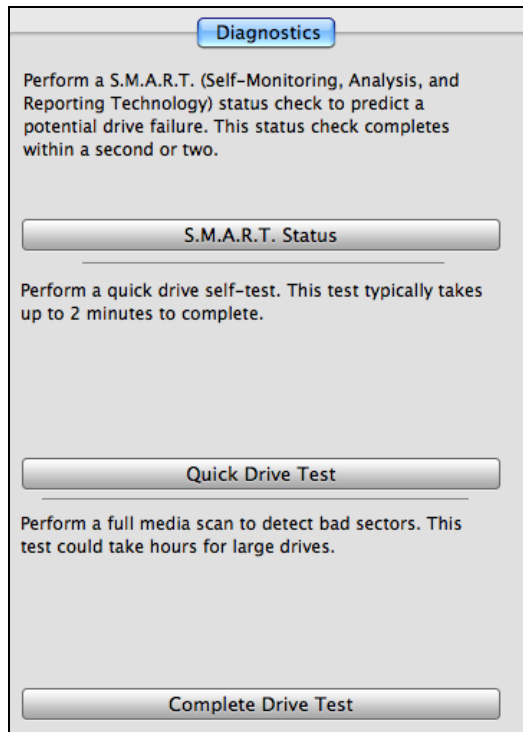 Diagnostics
Perform a S.M.A.R.T. (Self-Monitoring, Analysis, and
Reporting Technology) status check to predict a
potential drive failure. This status check completes
within a second or two.
S.M.A.R.T. Status
Perform a quick drive self-test. This test typically takes
up to 2 minutes to complete.
Quick Drive Test
Perform a full media scan to detect bad sectors. This
test could take hours for large drives.
Complete Drive Test